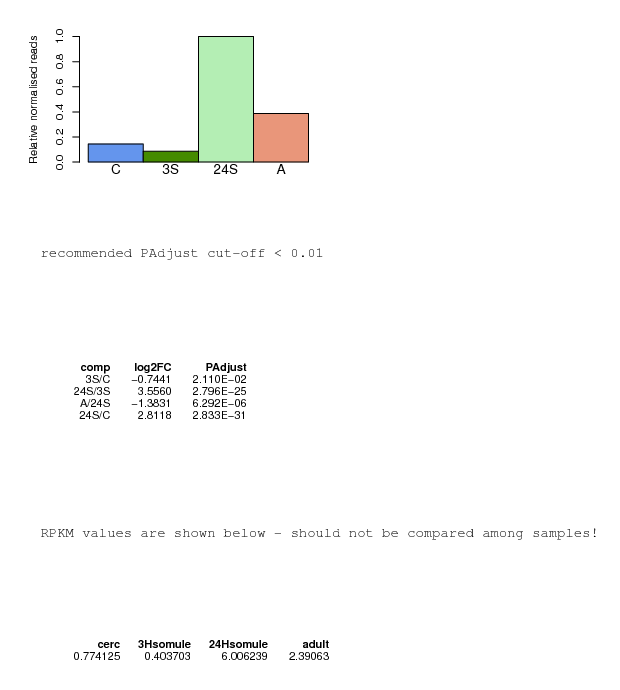 Relative normalised reads
1.0
0.8
0.6
0.4
0.2
0.0
C 3S 24S A
recommended PAdjust cut-off < 0.01
comp log2FC PAdjust
3S/C −0.7441 2.110E−02
24S/3S 3.5560 2.796E−25
A/24S −1.3831 6.292E−06
24S/C 2.8118 2.833E−31
RPKM values are shown below - should not be compared among samples!
cerc 3Hsomule 24Hsomule adult
0.774125 0.403703 6.006239 2.39063